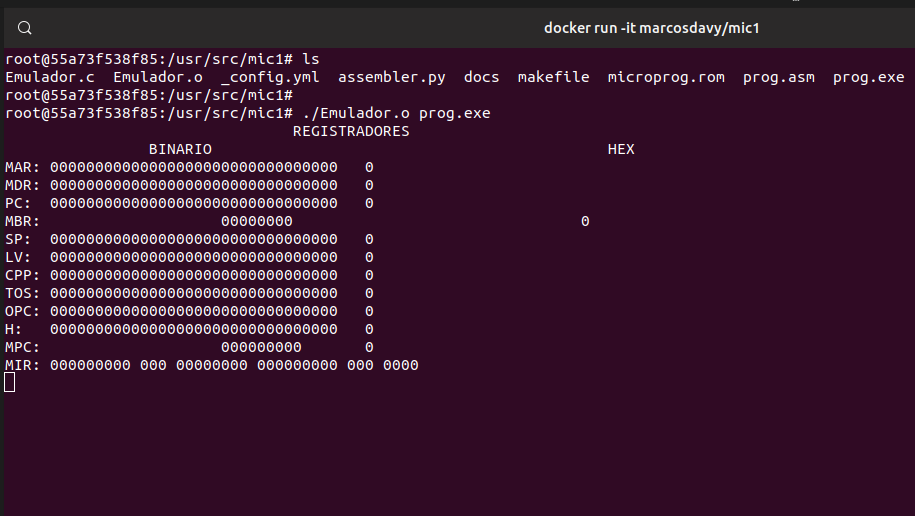 docker run -it marcosdavy/mic1
root@55a73f538f85:/usr/src/mic1# ls
Emulador.c  Emulador.o  _config.yml  assembler.py  docs  makefile  microprog.rom  prog.asm  prog.exe
root@55a73f538f85:/usr/src/mic1#
root@55a73f538f85:/usr/src/mic1# ./Emulador.o prog.exe
REGISTRADORES
BINARIO HEX
MAR: 00000000000000000000000000000000 0
MDR: 00000000000000000000000000000000 0
PC: 00000000000000000000000000000000 0
MBR: 00000000 0
SP: 00000000000000000000000000000000 0
LV: 00000000000000000000000000000000 0
CPP: 00000000000000000000000000000000 0
TOS: 00000000000000000000000000000000 0
OPC: 00000000000000000000000000000000 0
H: 00000000000000000000000000000000 0
MPC: 000000000 0
MIR: 000000000 000 00000000 000000000 000 0000